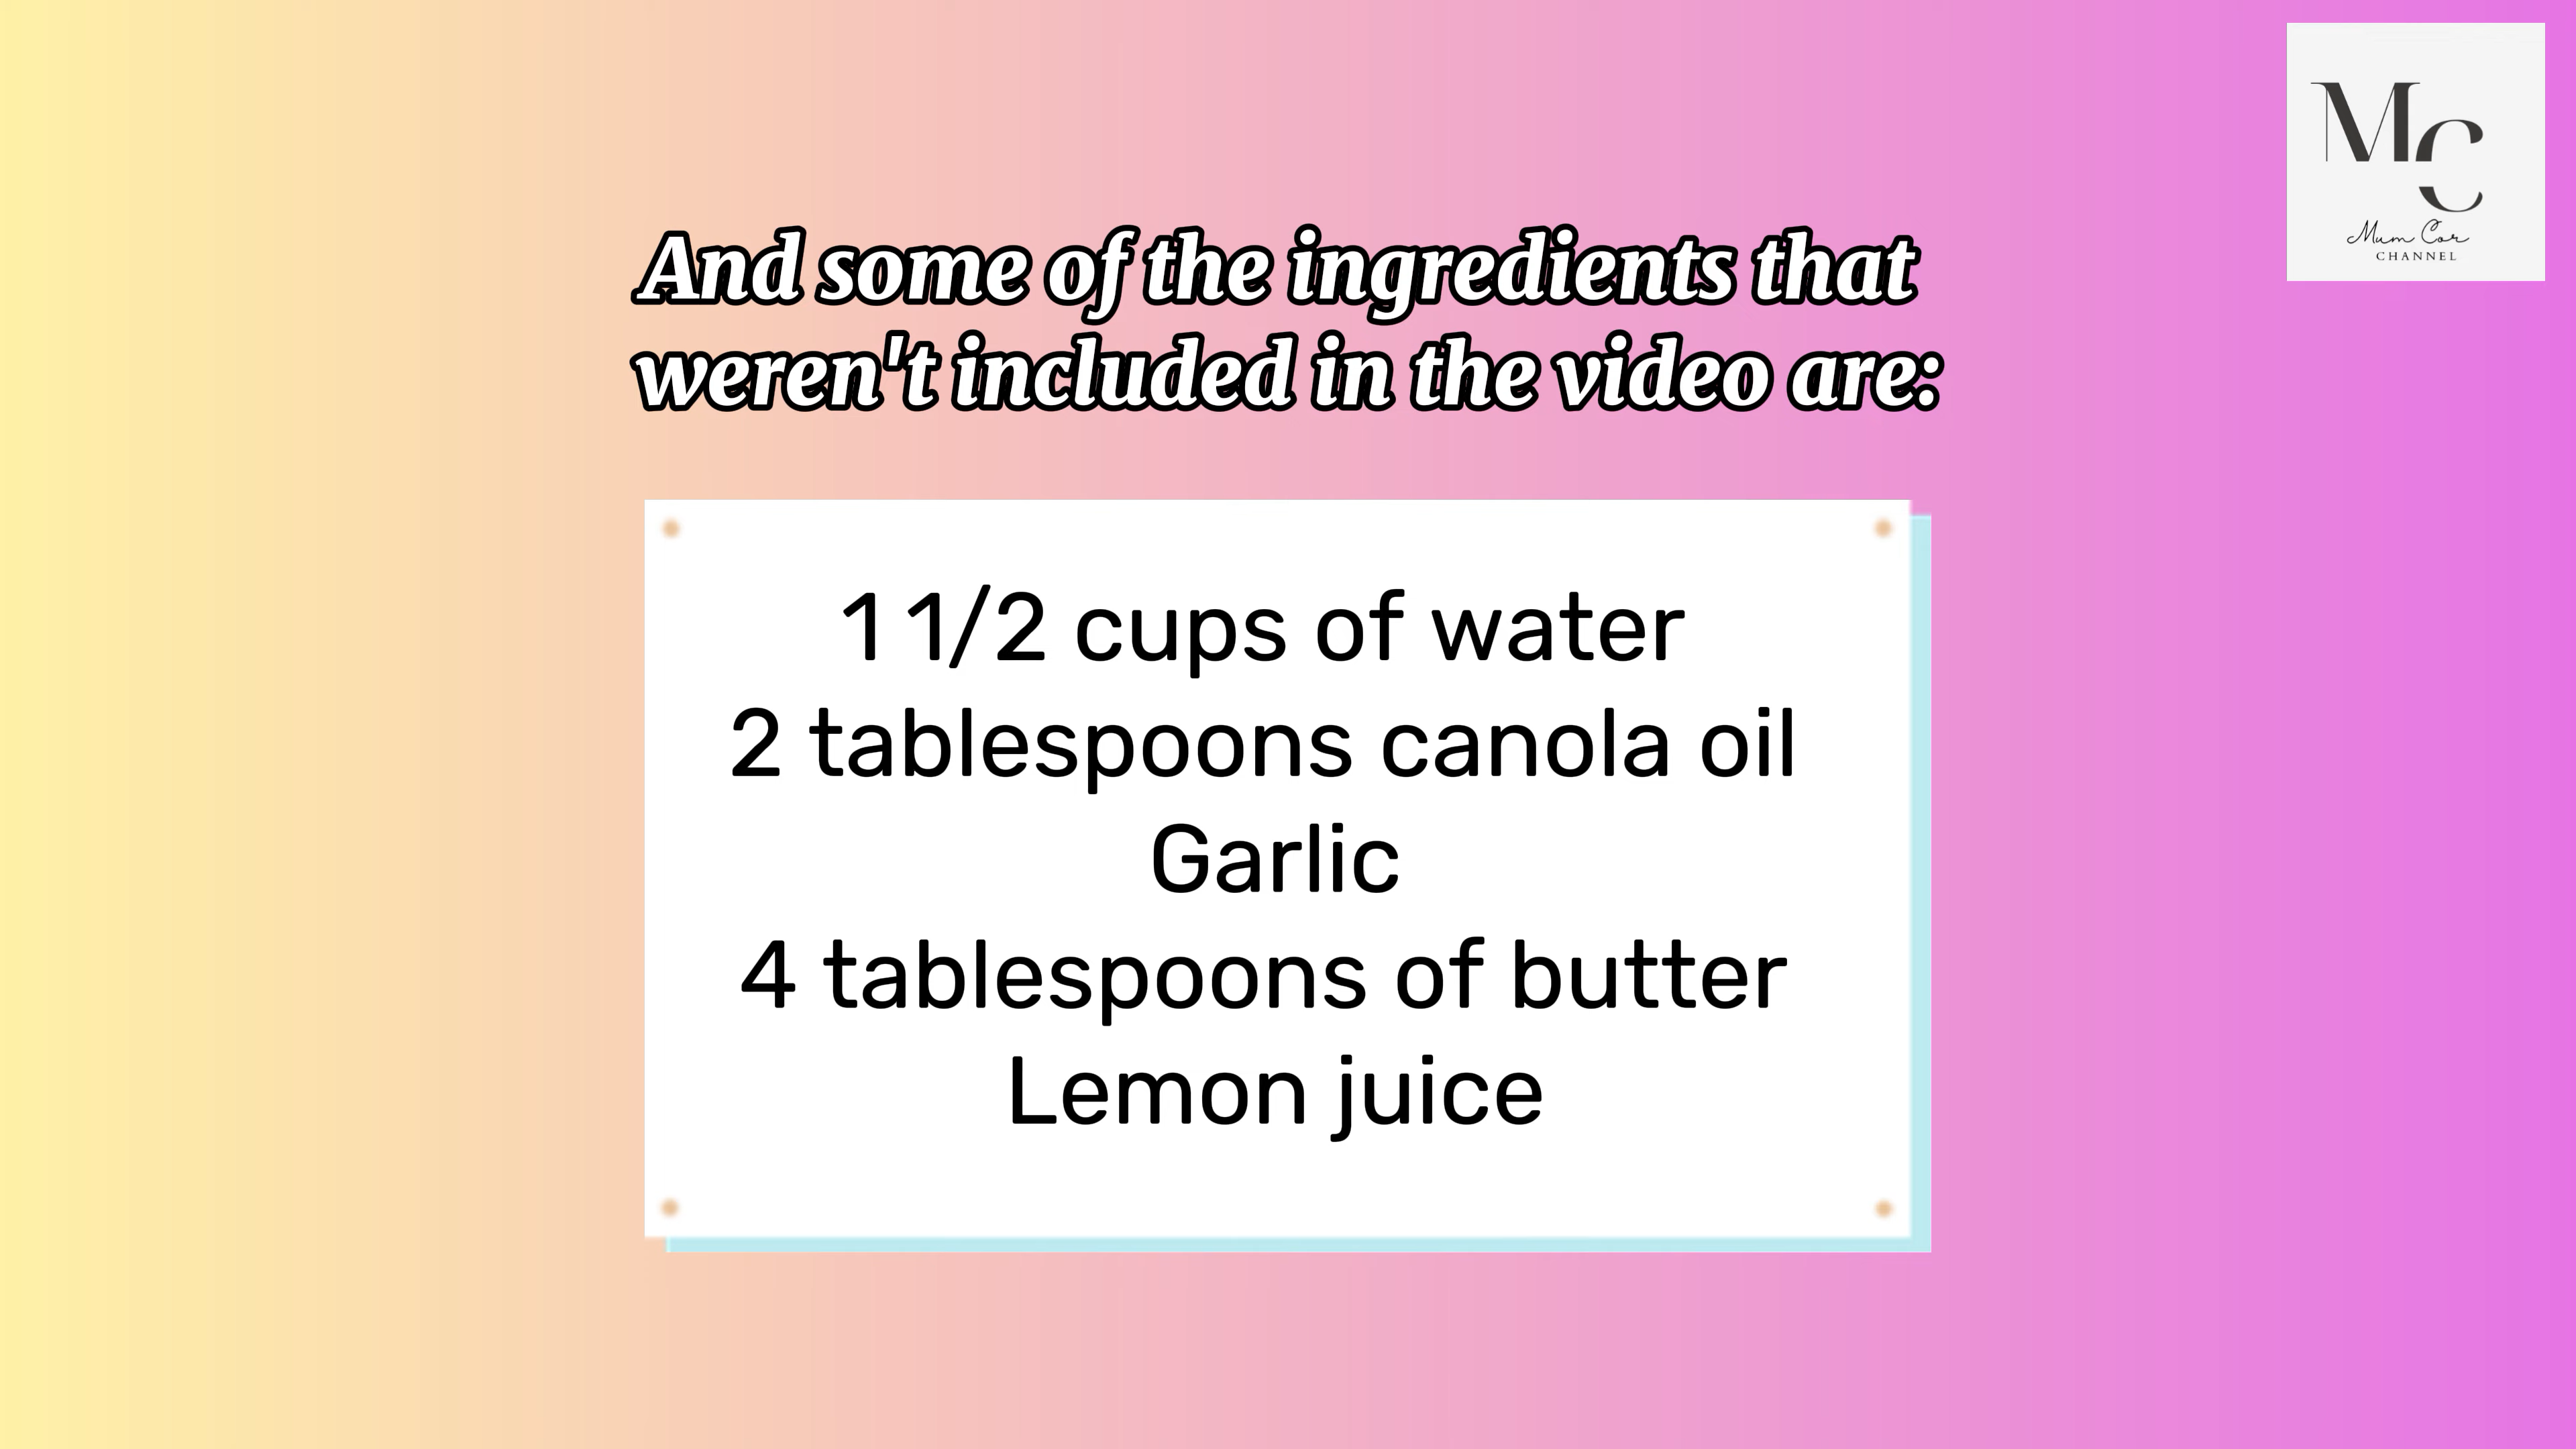 And some of the ingredients that
weren't included in the video are:
1 1/2 cups of water
2 tablespoons canola oil
Garlic
4 tablespoons of butter
Lemon juice
MC
Mum Cor
CHANNEL